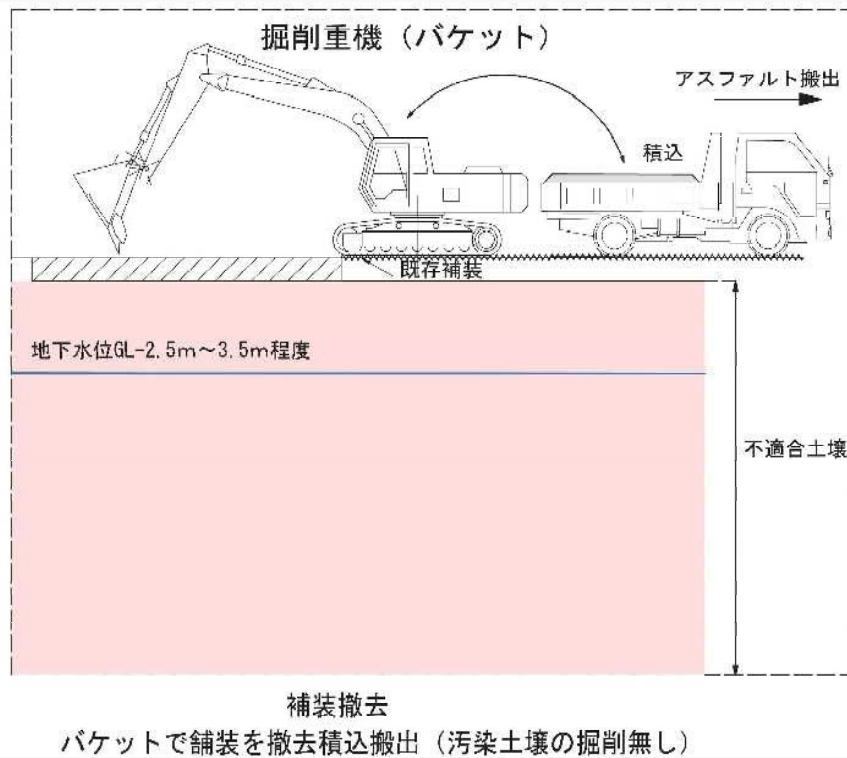 掘削重機（バケット）
アスファルト搬出
積込
既存補装
地下水位GL-2.5m～3.5m程度
不適合土壌
補装撤去
バケットで舗装を撤去積込搬出（汚染土壌の掘削無し）